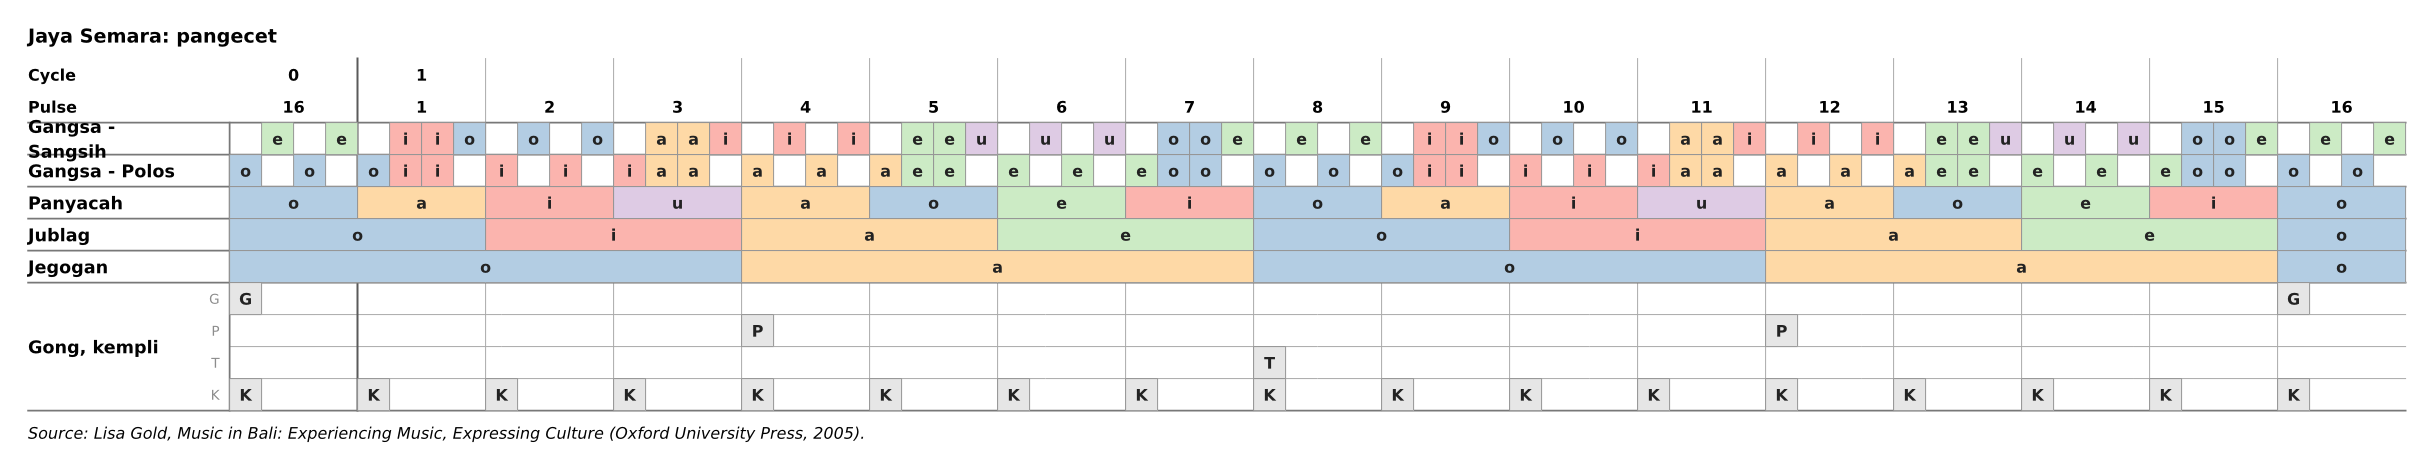 Jaya Semara: pangecet
Cycle 0 1
Pulse 16 1 2 3 4 5 6 7 8 9 10 11 12 13 14 15 16
Gangsa - Sangsih e e i i o o o a a i i i e e u u u o o e e e i i o o o a a i i i e e u u u o o e e e
Gangsa - Polos o o o i i i i i a a a a a e e e e e o o o o o i i i i i a a a a a e e e e e o o o o
Panyacah o a i u a o e i o a i u a o e i o
Jublag o i a e o i a e o
Jegogan o a o a o
G G G
P P P
Gong, kempli
T T
K K K K K K K K K K K K K K K K K K
Source: Lisa Gold, Music in Bali: Experiencing Music, Expressing Culture (Oxford University Press, 2005).